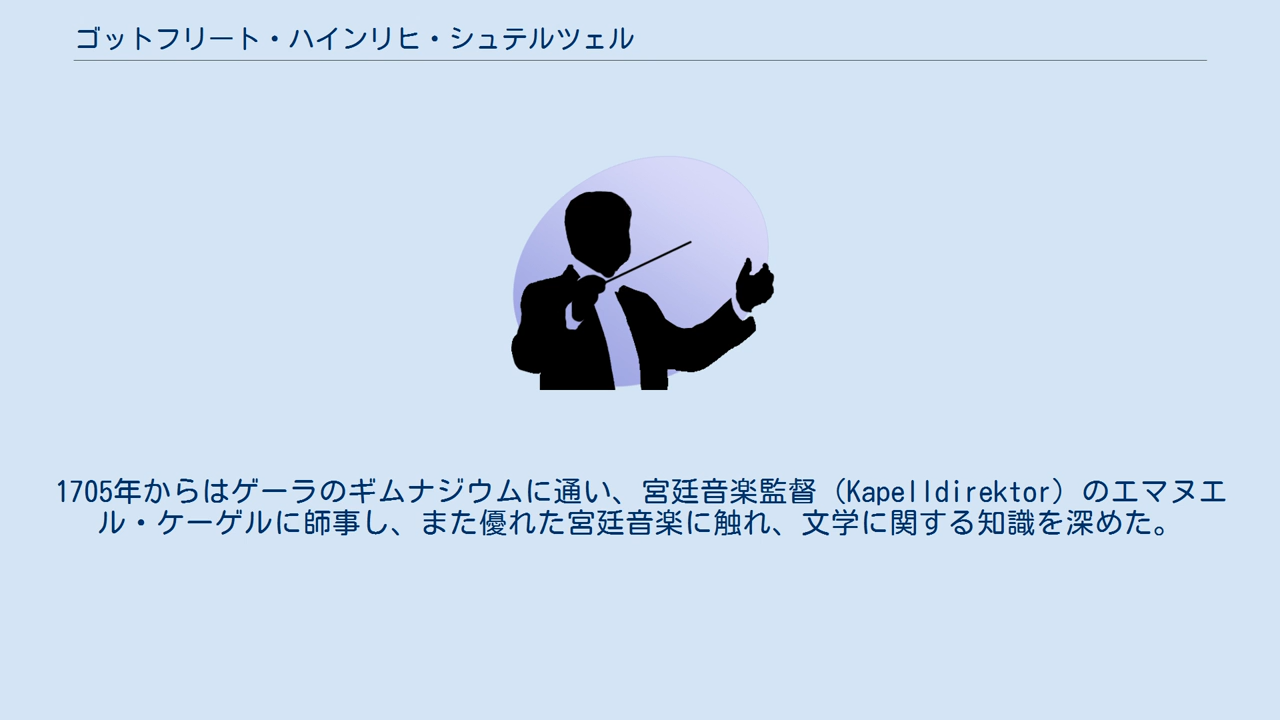 ゴットフリート・ハインリヒ・シュテルツェル
1705年からはゲーラのギムナジウムに通い、宮廷音楽監督（Kapelldirektor）のエマヌエ
ル・ケーゲルに師事し、また優れた宮廷音楽に触れ、文学に関する知識を深めた。